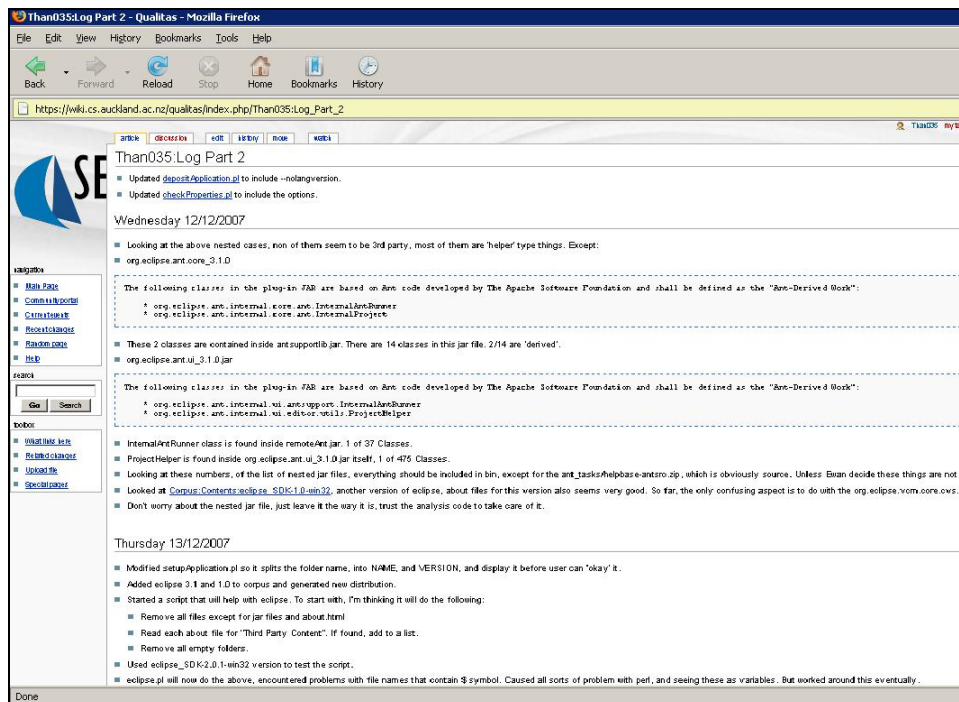 Than035:Log Part 2 - Qualitas - Mozilla Firefox
File Edit View History Bookmarks Tools Help
Back Forward Reload Stop Home Bookmarks History
https://wiki.cs.auckland.ac.nz/qualitas/index.php/Than035:Log_Part_2
Than035 my ta
article discussion edit history move watch
SE
Than035:Log Part 2
Updated depositApplication.pl to include --nolangversion.
Updated checkProperties.pl to include the options.
Wednesday 12/12/2007
Looking at the above nested cases, non of them seem to be 3rd party, most of them are 'helper' type things. Except:
org.eclipse.ant.core_3.1.0
The following classes in the plug-in JAR are based on Ant code developed by The Apache Software Foundation and shall be defined as the "Ant-Derived Work":
* org.eclipse.ant.internal.core.ant.InternalAntRunner
* org.eclipse.ant.internal.core.ant.InternalProject
These 2 classes are contained inside antsupportlib.jar. There are 14 classes in this jar file. 2/14 are 'derived'.
org.eclipse.ant.ui_3.1.0.jar
The following classes in the plug-in JAR are based on Ant code developed by The Apache Software Foundation and shall be defined as the "Ant-Derived Work":
* org.eclipse.ant.internal.ui.antsupport.InternalAntRunner
* org.eclipse.ant.internal.ui.editor.utils.ProjectHelper
InternalAntRunner class is found inside remoteAnt.jar. 1 of 37 Classes.
ProjectHelper is found inside org.eclipse.ant.ui_3.1.0.jar itself, 1 of 475 Classes.
Looking at these numbers, of the list of nested jar files, everything should be included in bin, except for the ant_tasks/helpbase-antsrc.zip, which is obviously source. Unless Ewan decide these things are not
Looked at Corpus:Contents:eclipse_SDK-1.0-win32, another version of eclipse, about files for this version also seems very good. So far, the only confusing aspect is to do with the org.eclipse.vcm.core.cvs.
Don't worry about the nested jar file, just leave it the way it is, trust the analysis code to take care of it.
Thursday 13/12/2007
Modified setupApplication.pl so it splits the folder name, into NAME, and VERSION, and display it before user can 'okay' it.
Added eclipse 3.1 and 1.0 to corpus and generated new distribution.
Started a script that will help with eclipse. To start with, I'm thinking it will do the following:
Remove all files except for jar files and about.html
Read each about file for "Third Party Content". If found, add to a list.
Remove all empty folders.
Used eclipse_SDK-2.0.1-win32 version to test the script.
eclipse.pl will now do the above, encountered problems with file names that contain $ symbol. Caused all sorts of problem with perl, and seeing these as variables. But worked around this eventually.
navigation
Main Page
Community portal
Current events
Recent changes
Random page
Help
search
Go Search
toolbox
What links here
Related changes
Upload file
Special pages
Done